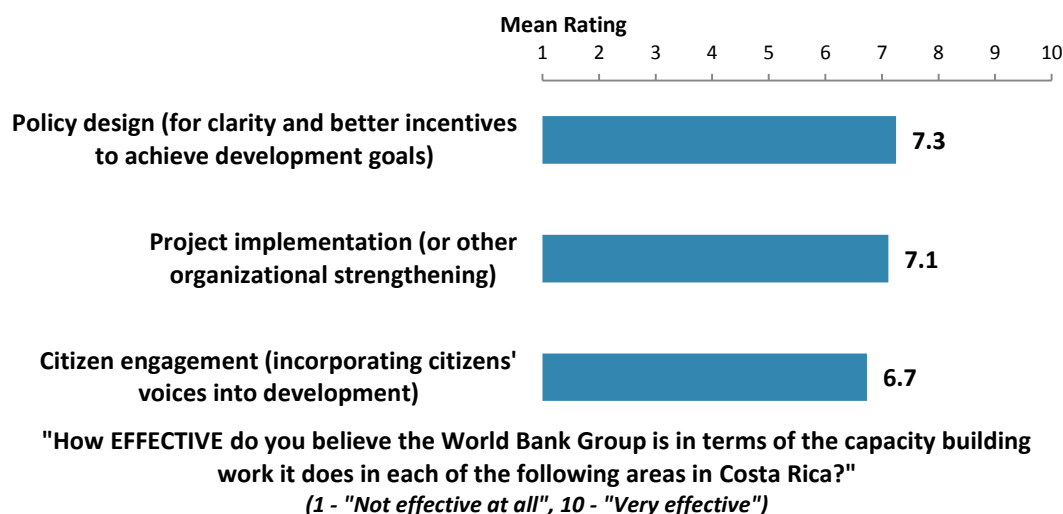 Mean Rating
1 2 3 4 5 6 7 8 9 10
Policy design (for clarity and better incentives
to achieve development goals)
7.3
Project implementation (or other
organizational strengthening)
7.1
Citizen engagement (incorporating citizens'
voices into development)
6.7
"How EFFECTIVE do you believe the World Bank Group is in terms of the capacity building
work it does in each of the following areas in Costa Rica?"
(1 - "Not effective at all", 10 - "Very effective")